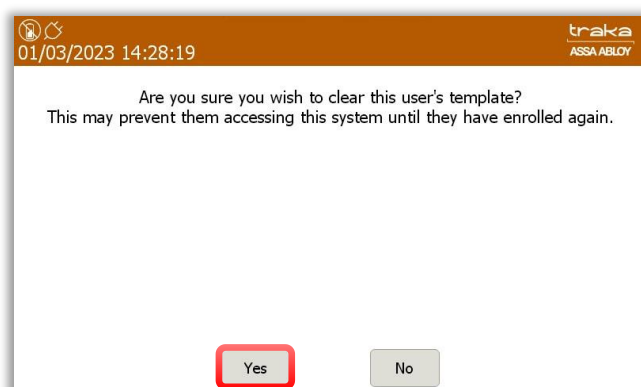 traka
01/03/2023 14:28:19
ASSA ABLOY
Are you sure you wish to clear this user's template?
This may prevent them accessing this system until they have enrolled again.
Yes
No